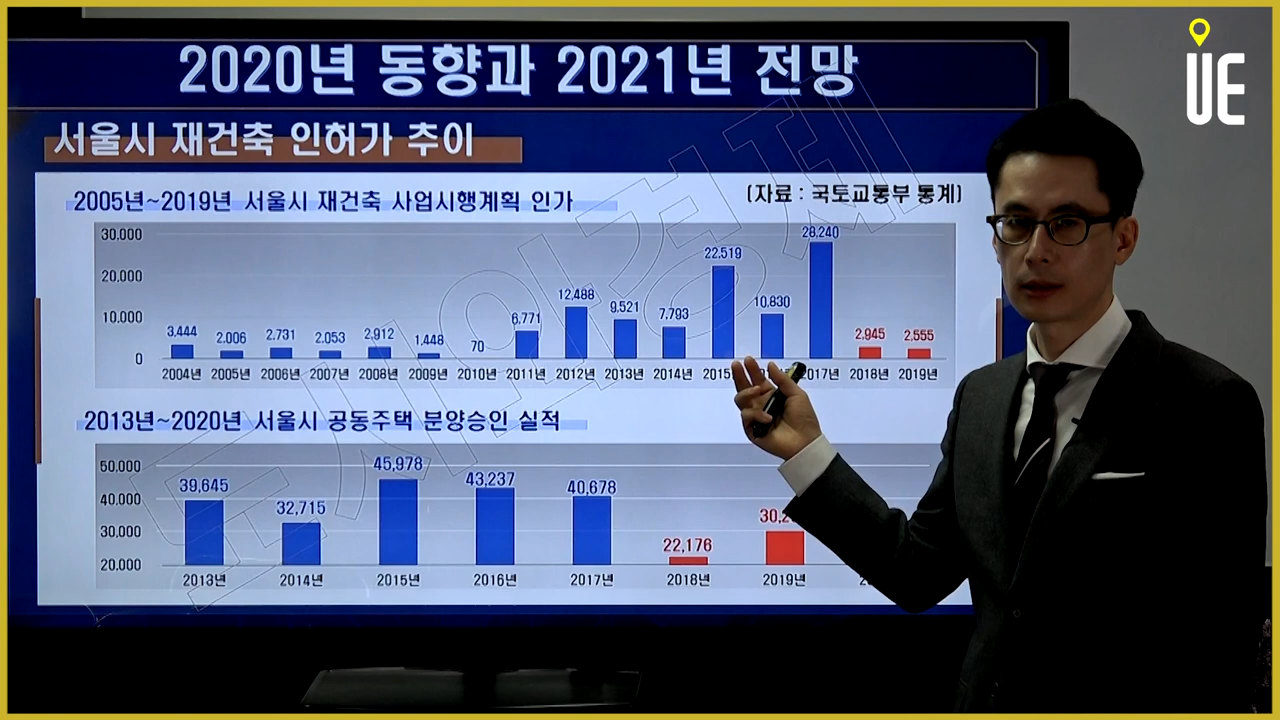 UE
2020년 동향과 2021년 전망
서울시 재건축 인허가 추이
2005년~2019년 서울시 재건축 사업시행계획 인가
(자료 : 국토교통부 통계)
30.000
20.000
10.000
0
3,444 2.006 2.731 2.053 2,912 1,448 70 6,771 12,488 9,521 7,793 22.519 10,830 28,240 2,945 2,555
2004년 2005년 2006년 2007년 2008년 2009년 2010년 2011년 2012년 2013년 2014년 2015 2017년 2018년 2019년
2013년~2020년 서울시 공동주택 분양승인 실적
50.000
40.000
30.000
20.000
39,645 32,715 45,978 43,237 40,678 22,176
2013년 2014년 2015년 2016년 2017년 2018년 2019년
도시와경제